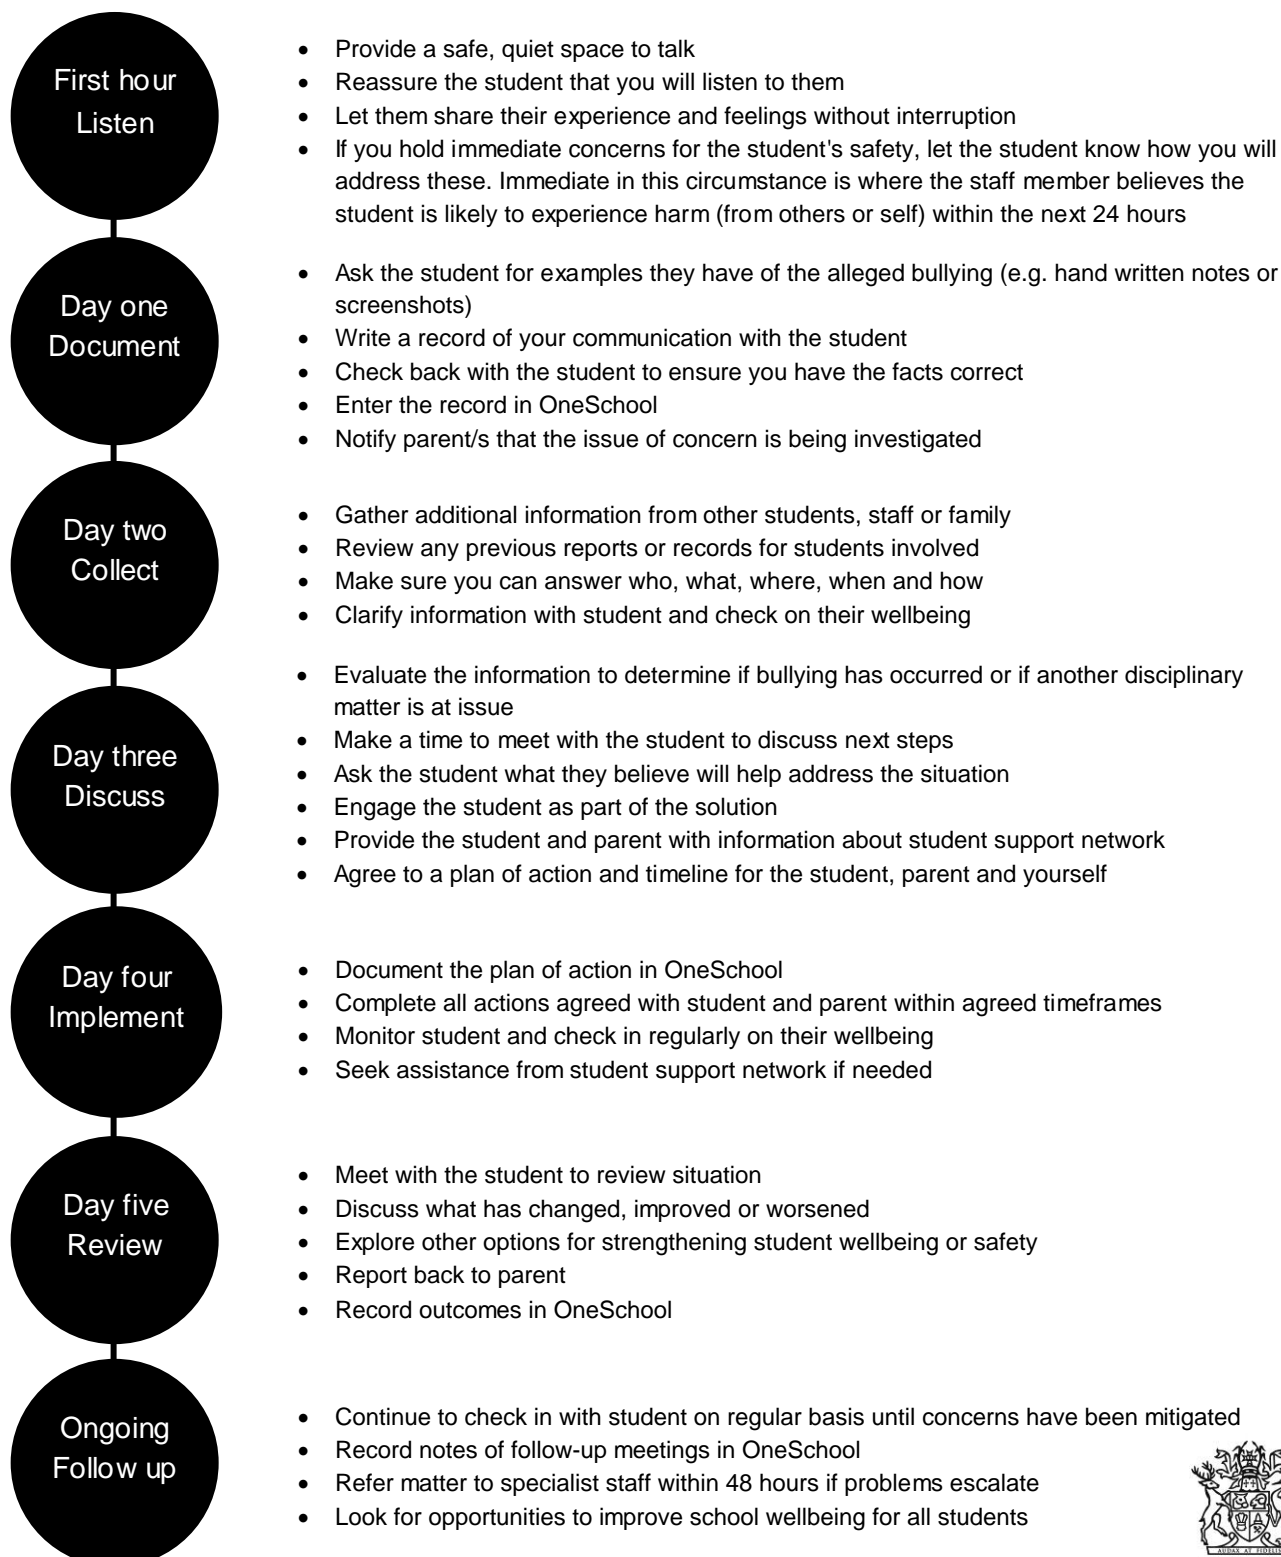 First hour
Listen
• Provide a safe, quiet space to talk
• Reassure the student that you will listen to them
• Let them share their experience and feelings without interruption
• If you hold immediate concerns for the student's safety, let the student know how you will
address these. Immediate in this circumstance is where the staff member believes the
student is likely to experience harm (from others or self) within the next 24 hours
Day one
Document
• Ask the student for examples they have of the alleged bullying (e.g. hand written notes or
screenshots)
• Write a record of your communication with the student
• Check back with the student to ensure you have the facts correct
• Enter the record in OneSchool
• Notify parent/s that the issue of concern is being investigated
Day two
Collect
• Gather additional information from other students, staff or family
• Review any previous reports or records for students involved
• Make sure you can answer who, what, where, when and how
• Clarify information with student and check on their wellbeing
Day three
Discuss
• Evaluate the information to determine if bullying has occurred or if another disciplinary
matter is at issue
• Make a time to meet with the student to discuss next steps
• Ask the student what they believe will help address the situation
• Engage the student as part of the solution
• Provide the student and parent with information about student support network
• Agree to a plan of action and timeline for the student, parent and yourself
Day four
Implement
• Document the plan of action in OneSchool
• Complete all actions agreed with student and parent within agreed timeframes
• Monitor student and check in regularly on their wellbeing
• Seek assistance from student support network if needed
Day five
Review
• Meet with the student to review situation
• Discuss what has changed, improved or worsened
• Explore other options for strengthening student wellbeing or safety
• Report back to parent
• Record outcomes in OneSchool
Ongoing
Follow up
• Continue to check in with student on regular basis until concerns have been mitigated
• Record notes of follow-up meetings in OneSchool
• Refer matter to specialist staff within 48 hours if problems escalate
• Look for opportunities to improve school wellbeing for all students
AUDAX AT